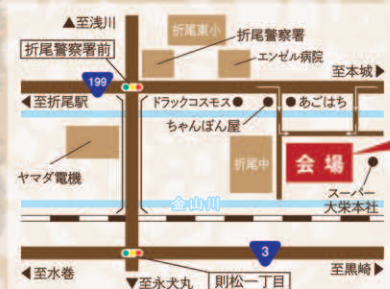 ▲至浅川
折尾東小
折尾警察署
折尾警察署前
エンゼル病院
199
至本城▶
◀至折尾駅
ドラックコスモス●
●あごはち
ちゃんぽん屋
ヤマダ電機
折尾中
会場
スーパー
大栄本社
金山川
3
◀至水巻
▼至永犬丸
則松一丁目
至黒崎▶